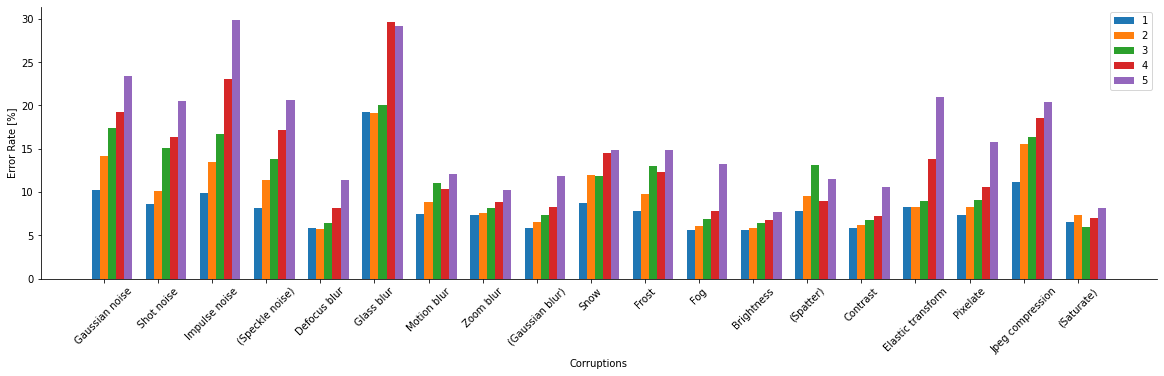 30
25
20
15
10
5
0
Error Rate [%]
1
2
3
4
5
Gaussian noise
Shot noise
Impulse noise
(Speckle noise)
Defocus blur
Glass blur
Motion blur
Zoom blur
(Gaussian blur)
Snow
Frost
Fog
Brightness
(Spatter)
Contrast
Elastic transform
Pixelate
Jpeg compression
(Saturate)
Corruptions